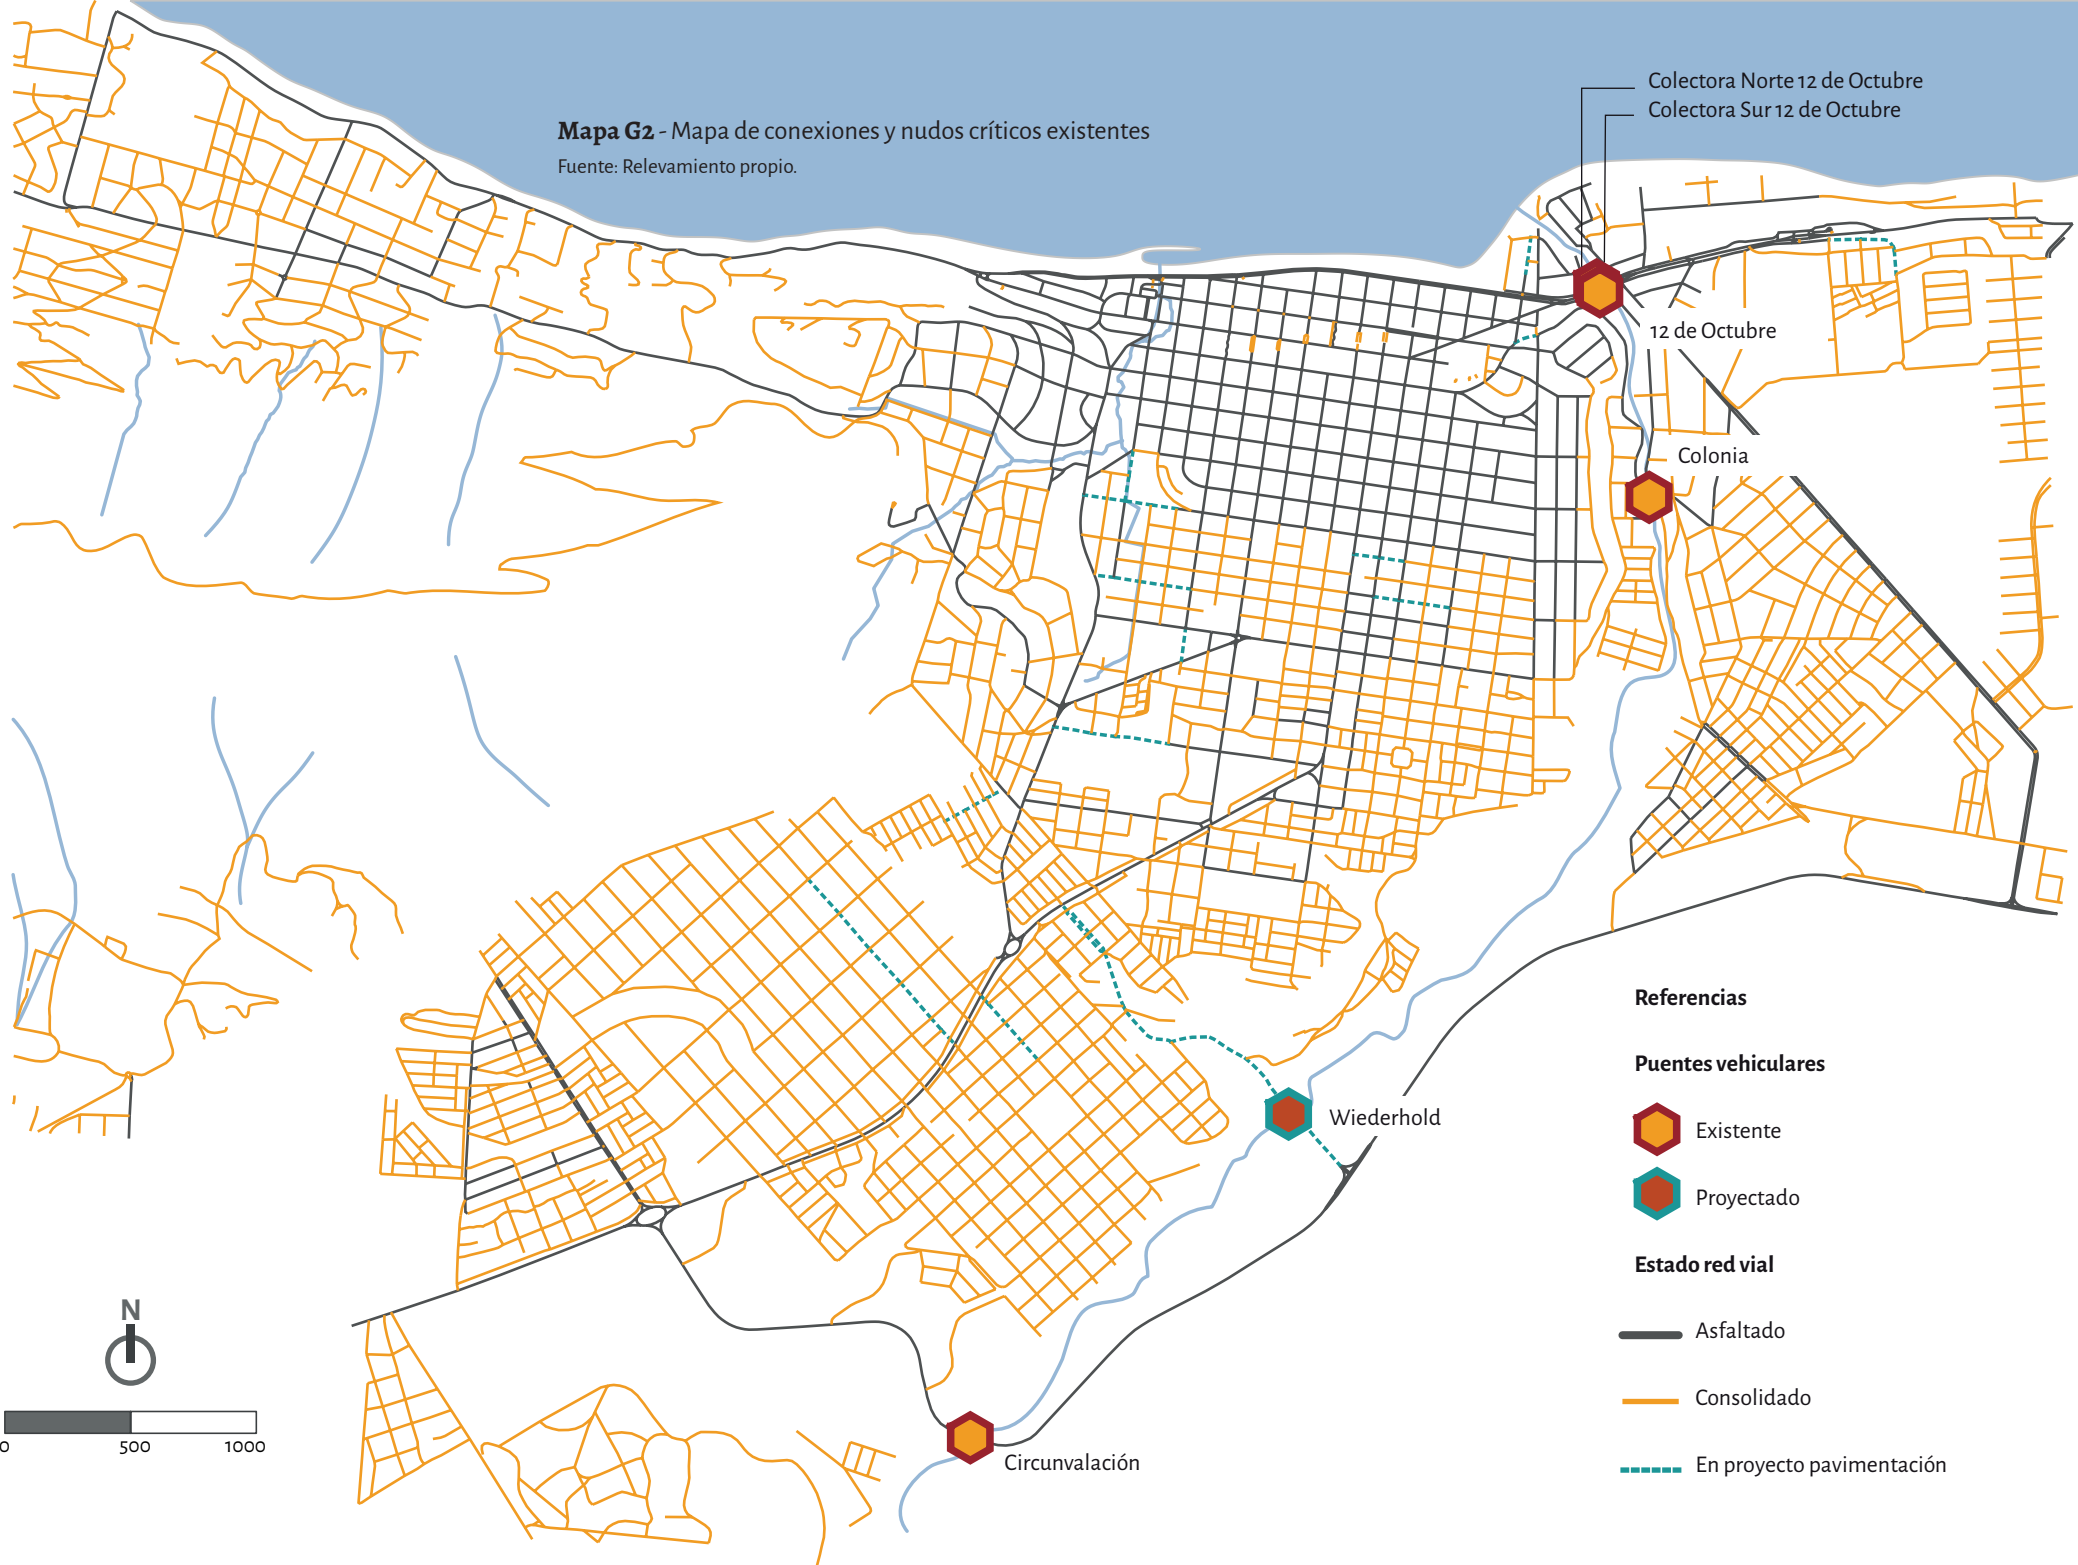 Colectora Norte 12 de Octubre
Colectora Sur 12 de Octubre
Mapa G2 - Mapa de conexiones y nudos críticos existentes
Fuente: Relevamiento propio.
12 de Octubre
Colonia
Wiederhold
Circunvalación
Referencias
Puentes vehiculares
Existente
Proyectado
Estado red vial
Asfaltado
Consolidado
En proyecto pavimentación
N
0 500 1000